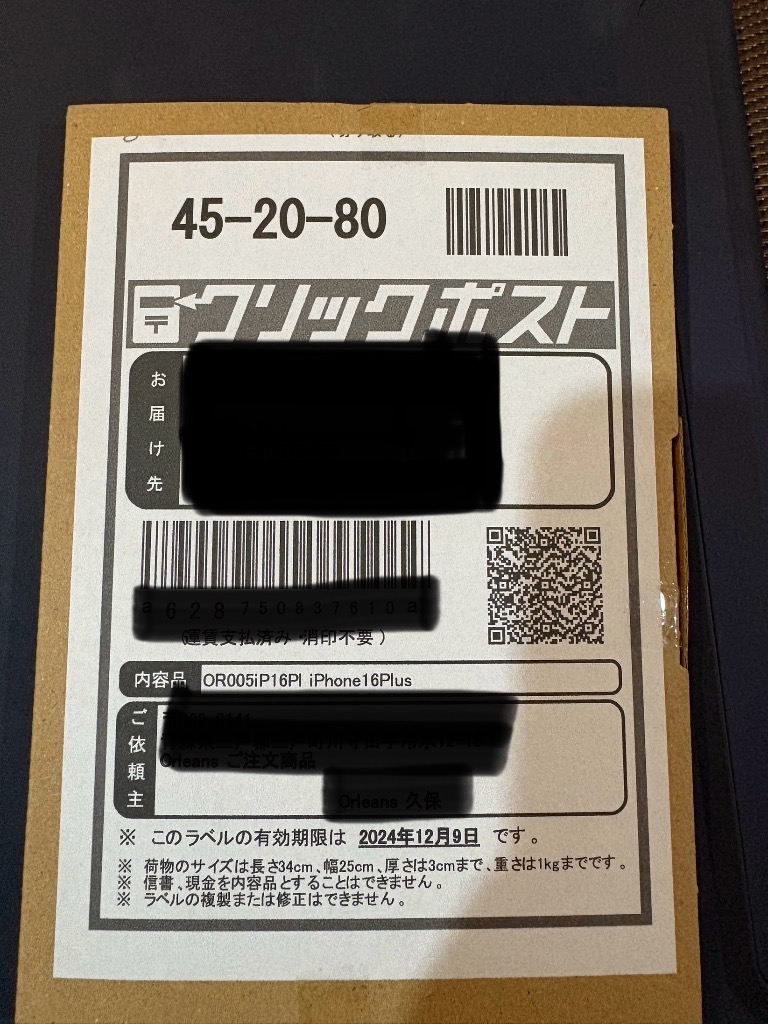 45-20-80
クリックポスト
お届け先
(運賃支払済み 消印不要)
内容品 OR005iP16Pl iPhone16Plus
ご依頼主
Orleans ご注文商品
※ このラベルの有効期限は 2024年12月9日 です。
※ 荷物のサイズは長さ34cm、幅25cm、厚さは3cmまで、重さは1kgまでです。
※ 信書、現金を内容品とすることはできません。
※ ラベルの複製または修正はできません。